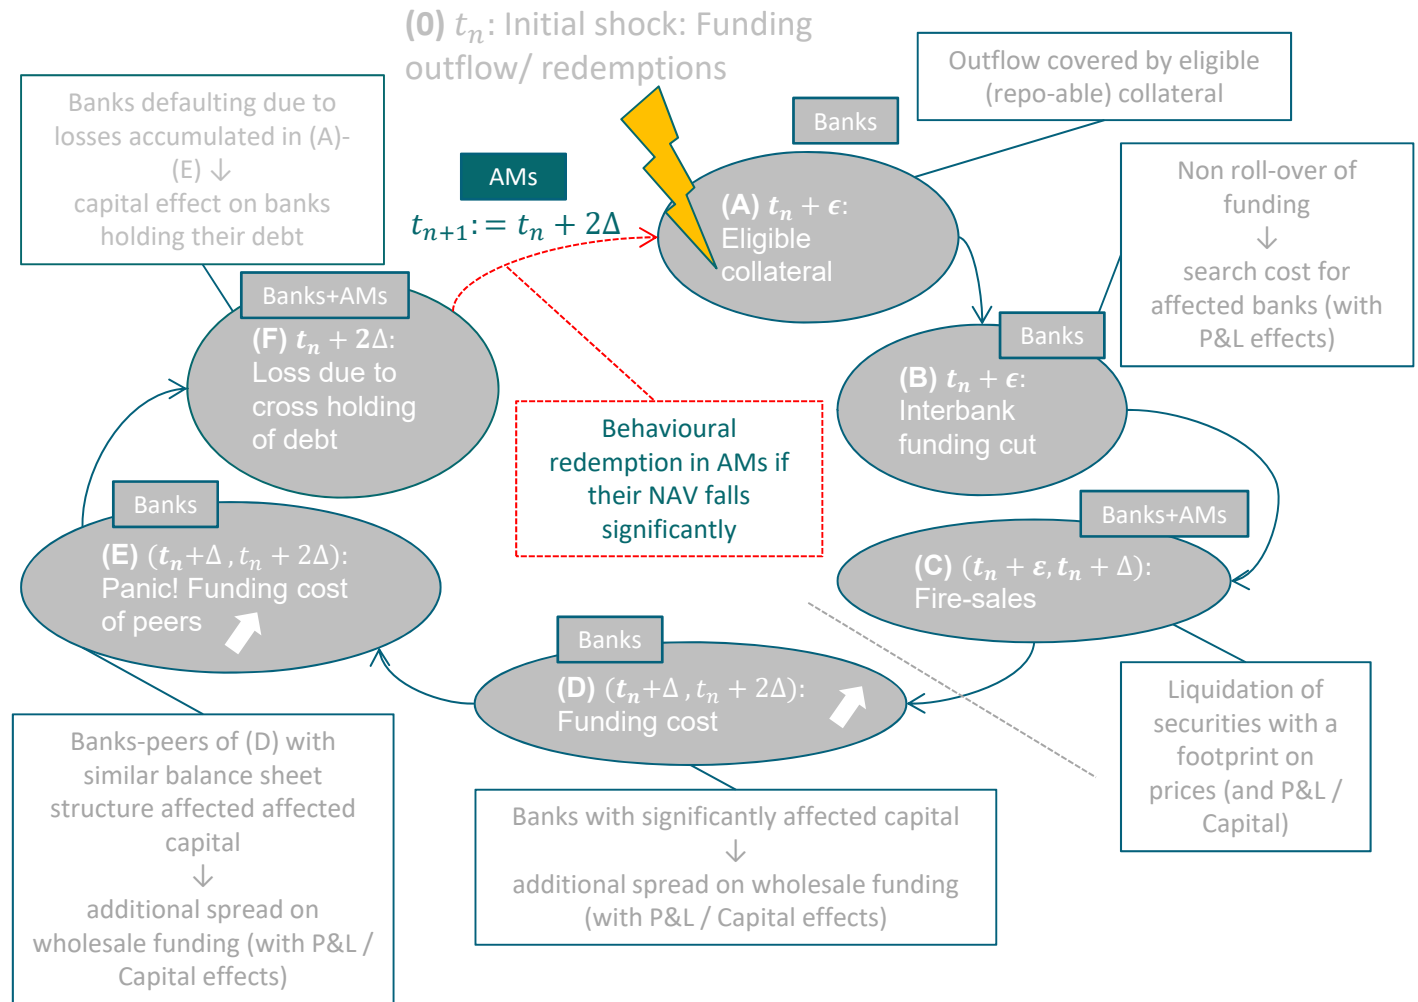 (0) tₙ: Initial shock: Funding
outflow/ redemptions
Outflow covered by eligible
(repo-able) collateral
Banks
(A) tₙ + ϵ:
Eligible
collateral
Non roll-over of
funding
↓
search cost for
affected banks (with
P&L effects)
Banks
(B) tₙ + ϵ:
Interbank
funding cut
Banks+AMs
(C) (tₙ + ε, tₙ + Δ):
Fire-sales
Liquidation of
securities with a
footprint on
prices (and P&L /
Capital)
Banks
(D) (tₙ+Δ , tₙ + 2Δ):
Funding cost
Banks with significantly affected capital
↓
additional spread on wholesale funding
(with P&L / Capital effects)
Banks
(E) (tₙ+Δ , tₙ + 2Δ):
Panic! Funding cost
of peers
Banks-peers of (D) with
similar balance sheet
structure affected affected
capital
↓
additional spread on
wholesale funding (with P&L /
Capital effects)
Banks+AMs
(F) tₙ + 2Δ:
Loss due to
cross holding
of debt
Banks defaulting due to
losses accumulated in (A)-
(E) ↓
capital effect on banks
holding their debt
AMs
tₙ₊₁: = tₙ + 2Δ
Behavioural
redemption in AMs if
their NAV falls
significantly